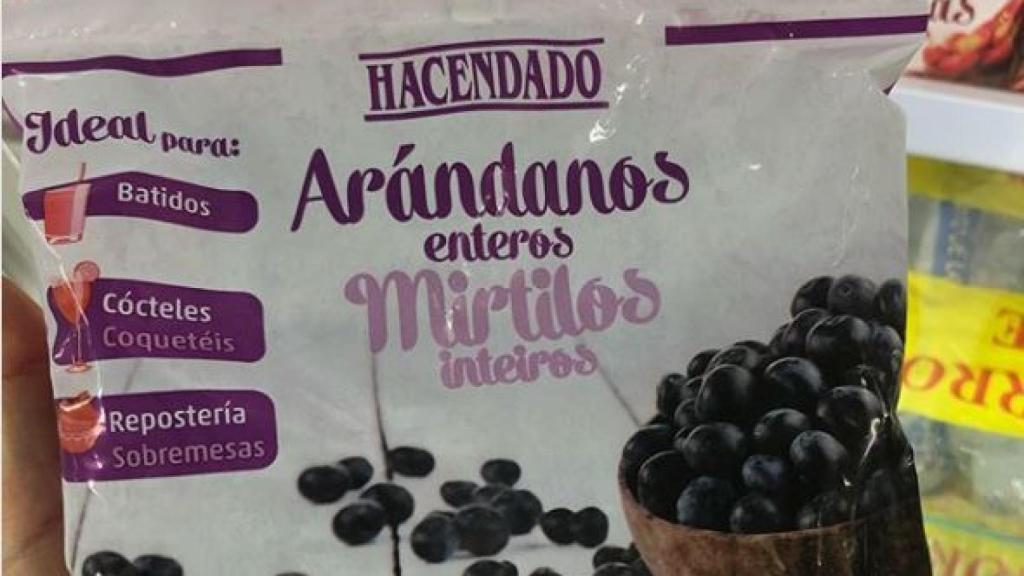 HACENDADO
Ideal para:
Batidos
Cócteles
Coquetéis
Repostería
Sobremesas
Arándanos
enteros
Mirtilos
inteiros